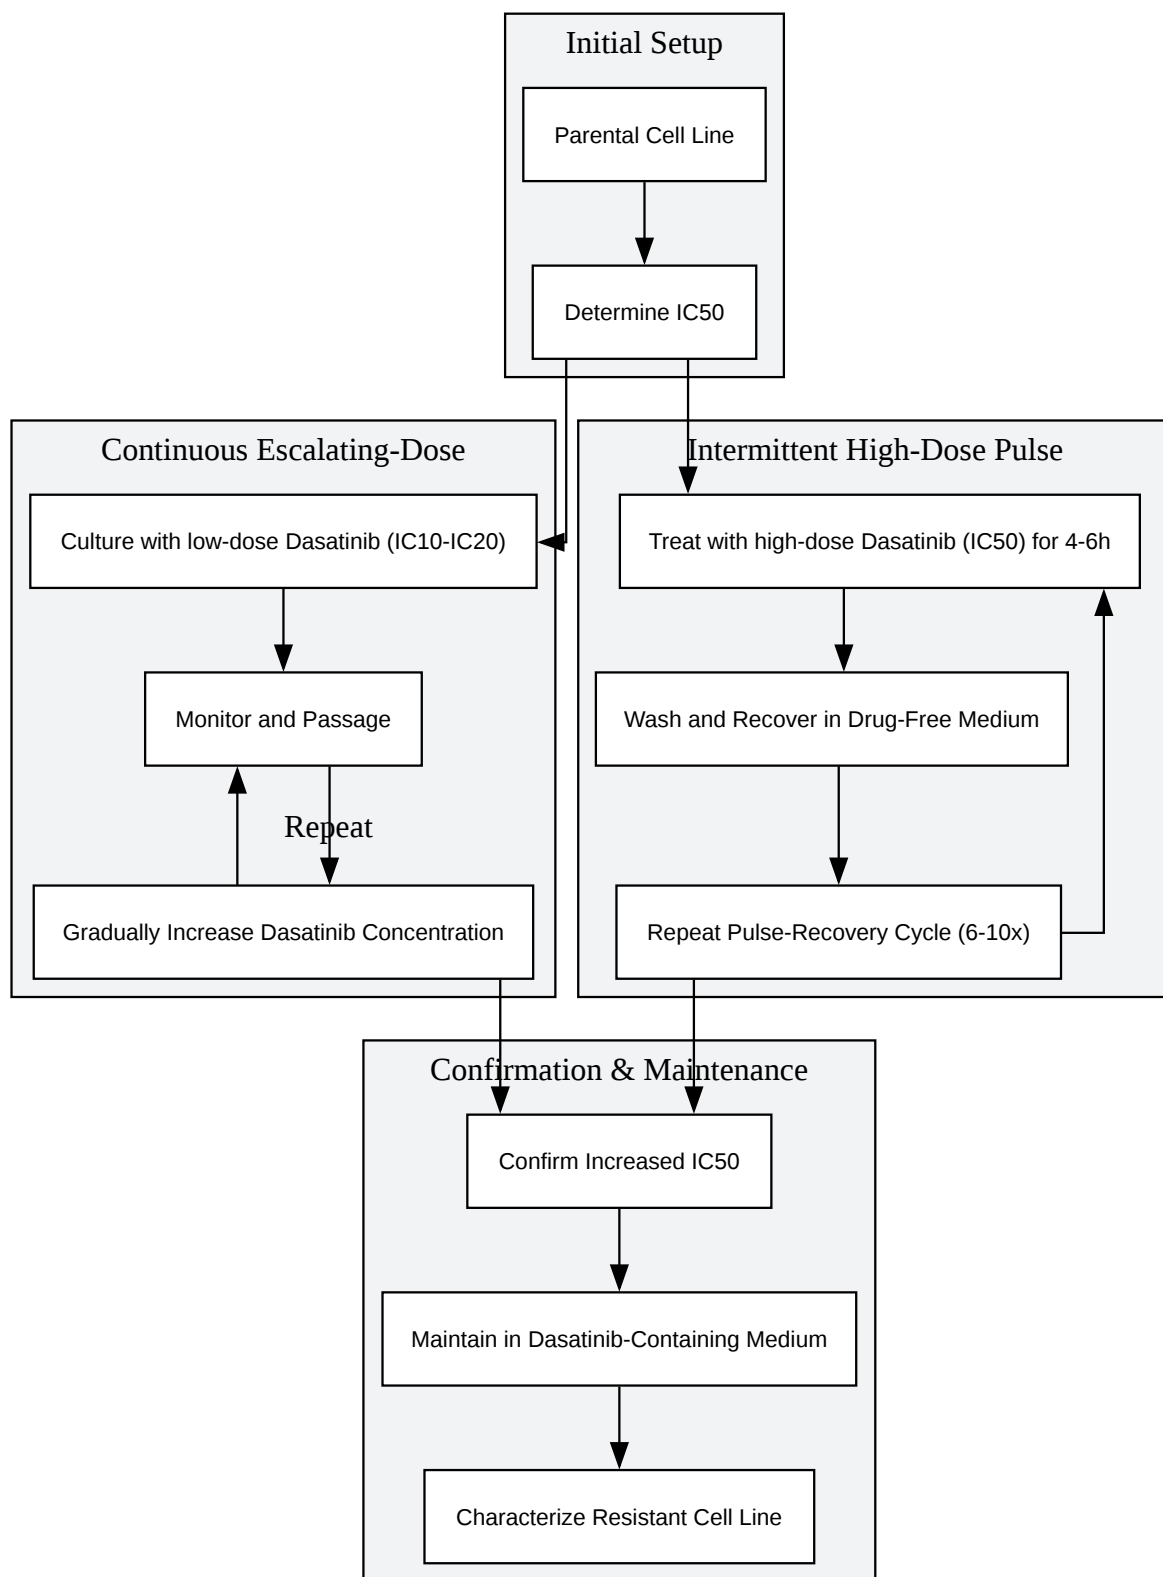 Initial Setup
Parental Cell Line
Determine IC50
Continuous Escalating-Dose
Culture with low-dose Dasatinib (IC10-IC20)
Monitor and Passage
Repeat
Gradually Increase Dasatinib Concentration
Intermittent High-Dose Pulse
Treat with high-dose Dasatinib (IC50) for 4-6h
Wash and Recover in Drug-Free Medium
Repeat Pulse-Recovery Cycle (6-10x)
Confirmation & Maintenance
Confirm Increased IC50
Maintain in Dasatinib-Containing Medium
Characterize Resistant Cell Line